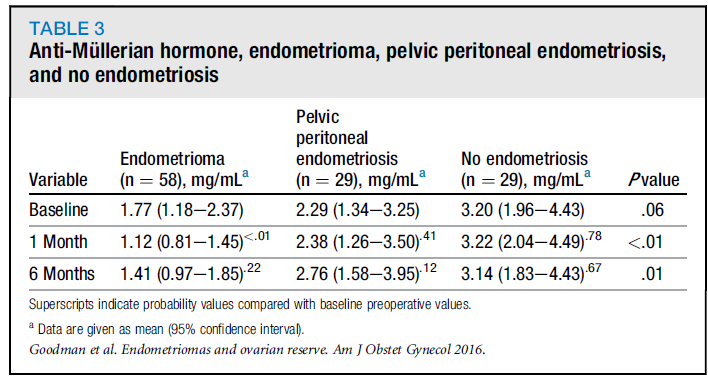 TABLE 3
Anti-Müllerian hormone, endometrioma, pelvic peritoneal endometriosis,
and no endometriosis
Variable Endometrioma (n = 58), mg/mLᵃ Pelvic peritoneal endometriosis (n = 29), mg/mLᵃ No endometriosis (n = 29), mg/mLᵃ P value
Baseline 1.77 (1.18–2.37) 2.29 (1.34–3.25) 3.20 (1.96–4.43) .06
1 Month 1.12 (0.81–1.45)<.01 2.38 (1.26–3.50).41 3.22 (2.04–4.49).78 <.01
6 Months 1.41 (0.97–1.85).22 2.76 (1.58–3.95).12 3.14 (1.83–4.43).67 .01
Superscripts indicate probability values compared with baseline preoperative values.
ᵃ Data are given as mean (95% confidence interval).
Goodman et al. Endometriomas and ovarian reserve. Am J Obstet Gynecol 2016.